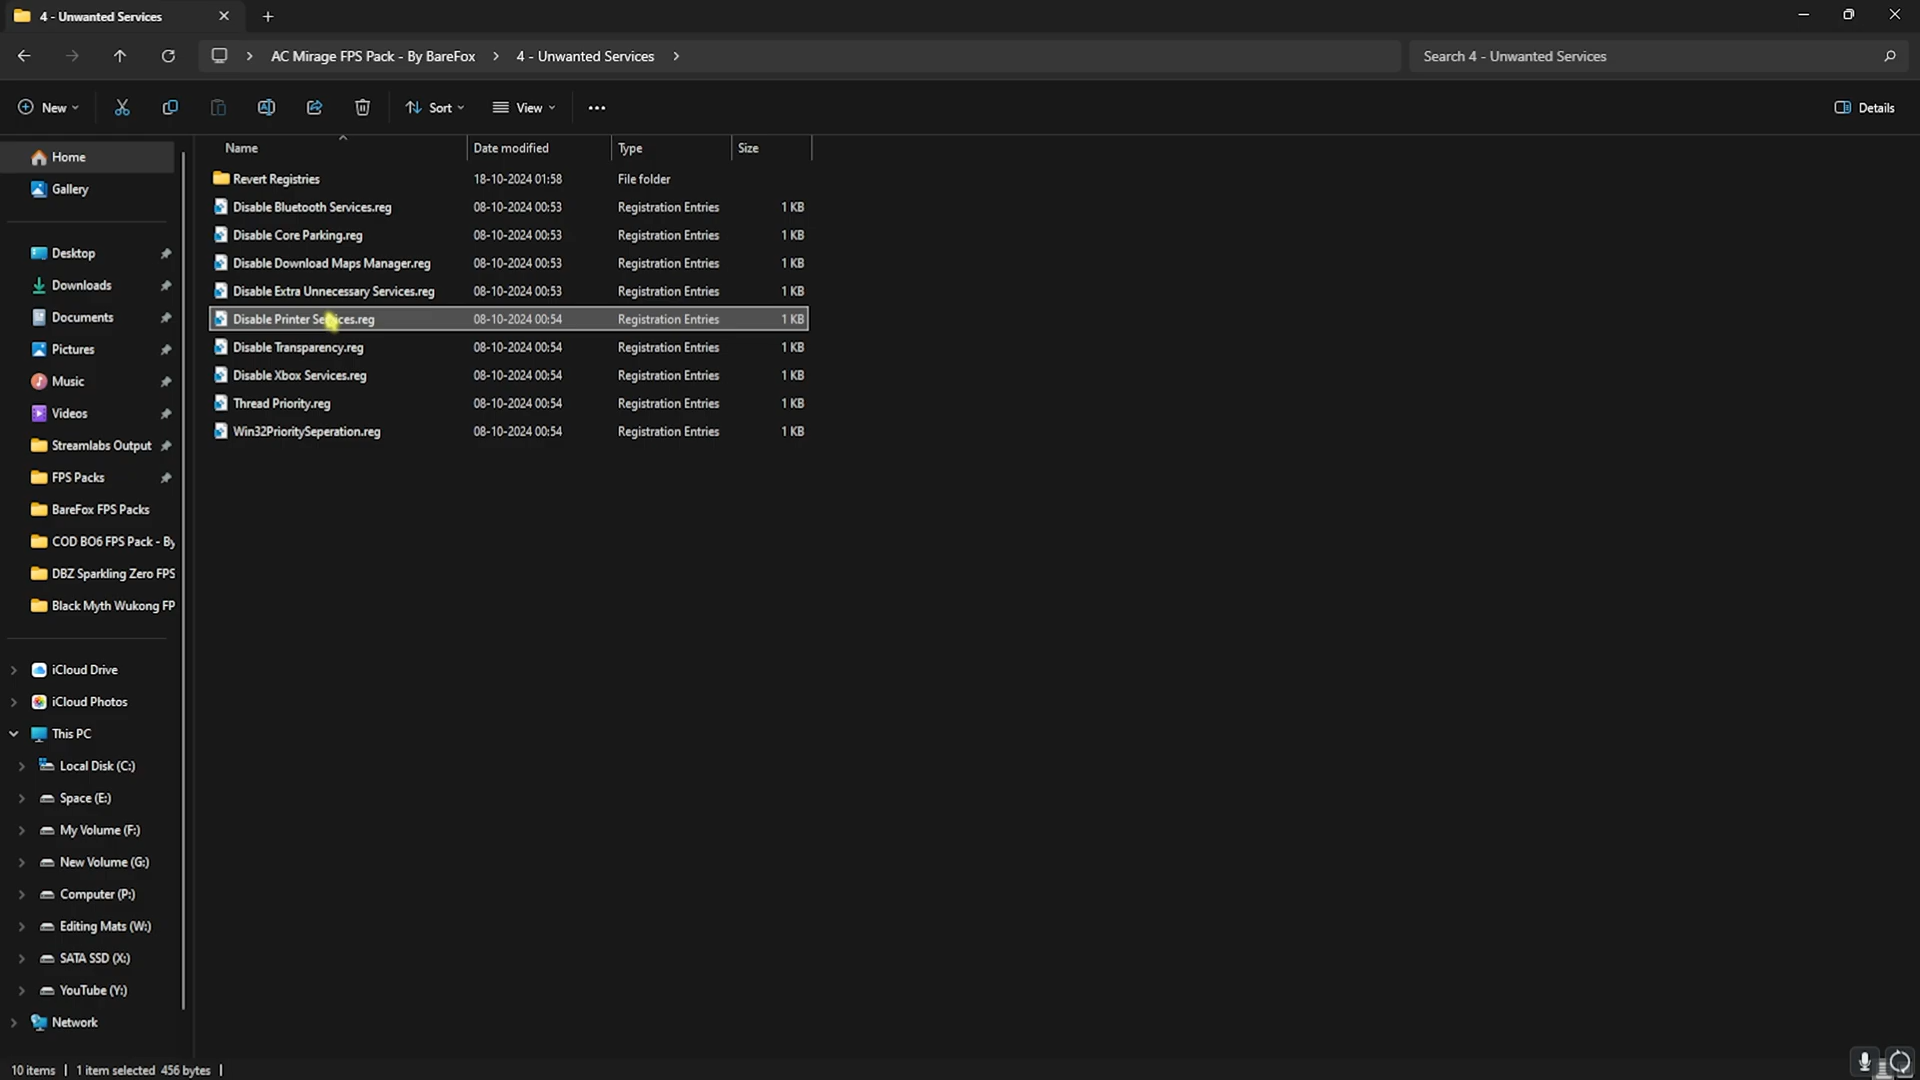 4 - Unwanted Services
AC Mirage FPS Pack - By BareFox > 4 - Unwanted Services >
Search 4 - Unwanted Services
New Sort View Details
Name Date modified Type Size
Revert Registries 18-10-2024 01:58 File folder
Disable Bluetooth Services.reg 08-10-2024 00:53 Registration Entries 1 KB
Disable Core Parking.reg 08-10-2024 00:53 Registration Entries 1 KB
Disable Download Maps Manager.reg 08-10-2024 00:53 Registration Entries 1 KB
Disable Extra Unnecessary Services.reg 08-10-2024 00:53 Registration Entries 1 KB
Disable Printer Services.reg 08-10-2024 00:54 Registration Entries 1 KB
Disable Transparency.reg 08-10-2024 00:54 Registration Entries 1 KB
Disable Xbox Services.reg 08-10-2024 00:54 Registration Entries 1 KB
Thread Priority.reg 08-10-2024 00:54 Registration Entries 1 KB
Win32PrioritySeperation.reg 08-10-2024 00:54 Registration Entries 1 KB
Home
Gallery
Desktop
Downloads
Documents
Pictures
Music
Videos
Streamlabs Output
FPS Packs
BareFox FPS Packs
COD BO6 FPS Pack - By
DBZ Sparkling Zero FPS
Black Myth Wukong FP
iCloud Drive
iCloud Photos
This PC
Local Disk (C:)
Space (E:)
My Volume (F:)
New Volume (G:)
Computer (P:)
Editing Mats (W:)
SATA SSD (X:)
YouTube (Y:)
Network
10 items | 1 item selected 456 bytes |